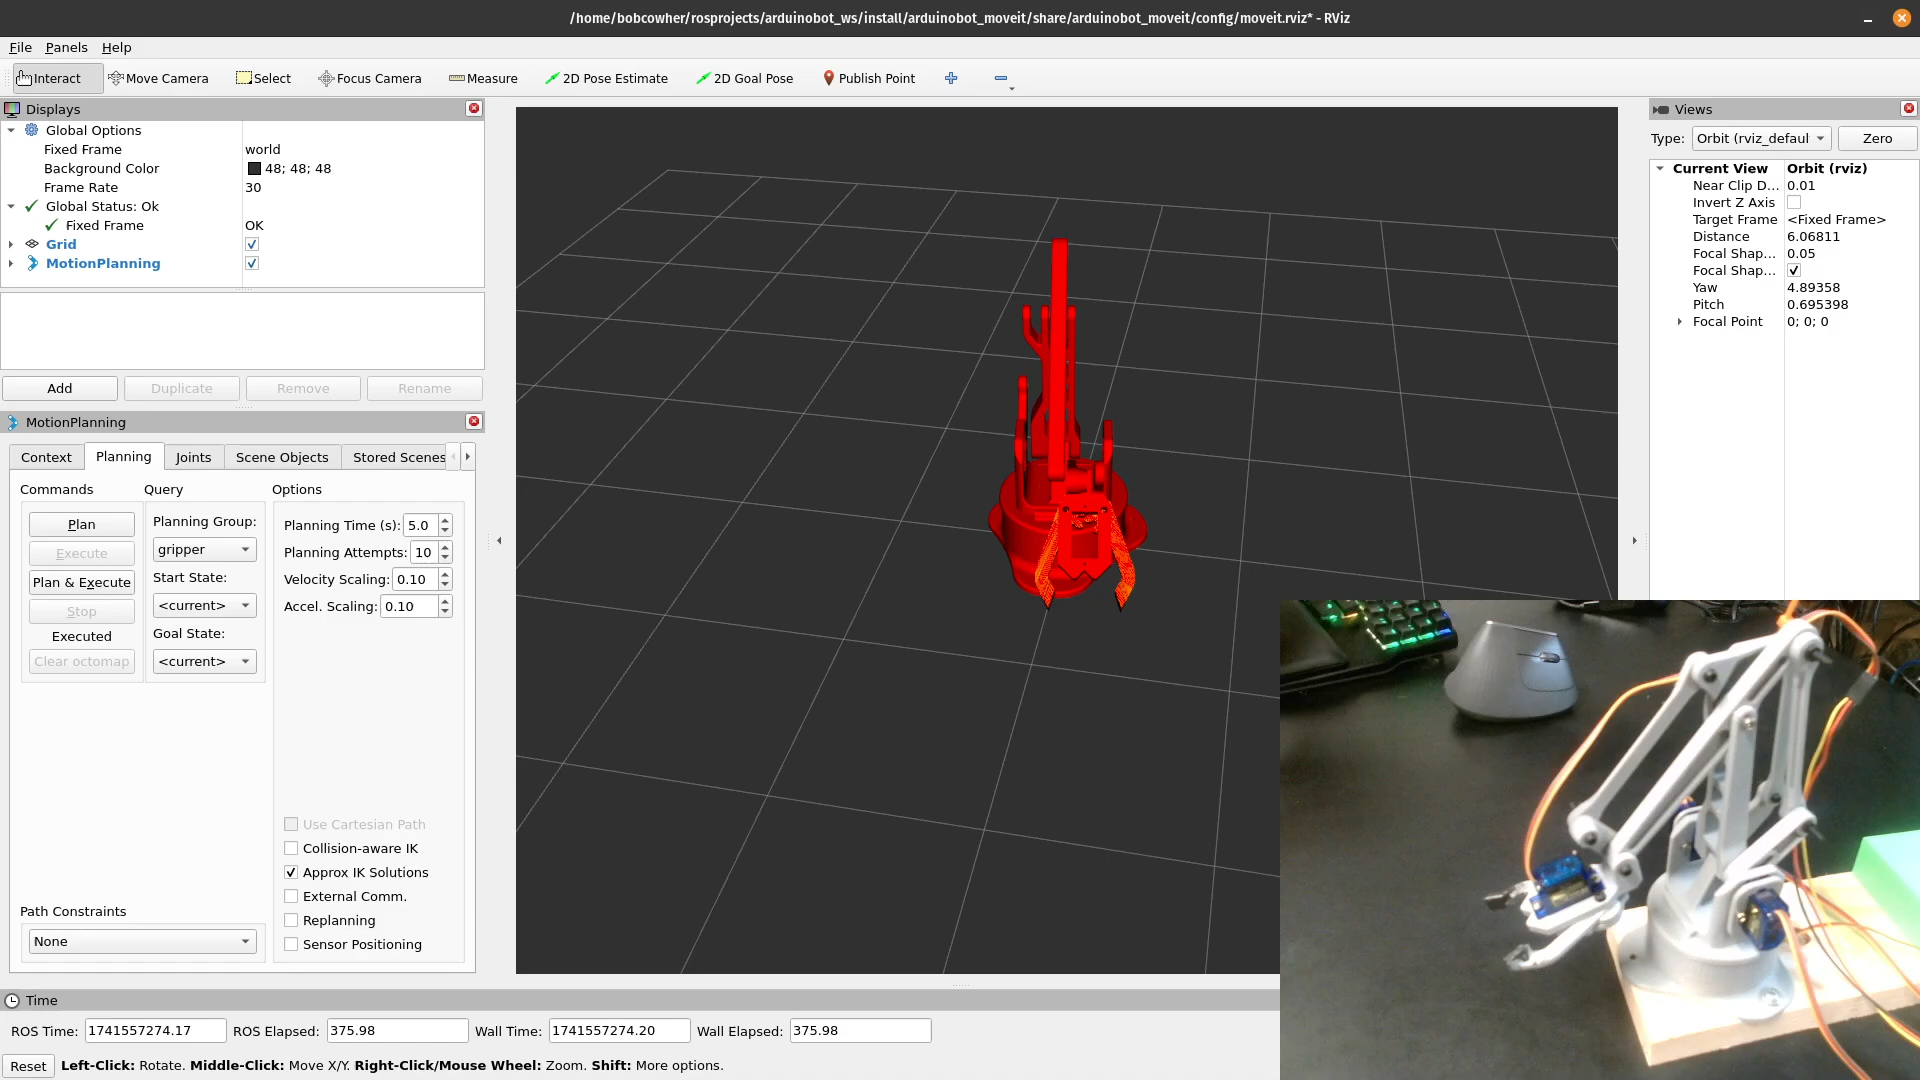 /home/bobcowher/rosprojects/arduinobot_ws/install/arduinobot_moveit/share/arduinobot_moveit/config/moveit.rviz* - RViz
File Panels Help
Interact Move Camera Select Focus Camera Measure 2D Pose Estimate 2D Goal Pose Publish Point
Displays
Global Options
Fixed Frame world
Background Color 48; 48; 48
Frame Rate 30
Global Status: Ok
Fixed Frame OK
Grid
MotionPlanning
Add Duplicate Remove Rename
MotionPlanning
Context Planning Joints Scene Objects Stored Scenes
Commands Query Options
Plan
Execute
Plan & Execute
Stop
Executed
Clear octomap
Planning Group:
gripper
Start State:
<current>
Goal State:
<current>
Planning Time (s): 5.0
Planning Attempts: 10
Velocity Scaling: 0.10
Accel. Scaling: 0.10
Use Cartesian Path
Collision-aware IK
Approx IK Solutions
External Comm.
Replanning
Sensor Positioning
Path Constraints
None
Views
Type: Orbit (rviz_defaul Zero
Current View Orbit (rviz)
Near Clip D... 0.01
Invert Z Axis
Target Frame <Fixed Frame>
Distance 6.06811
Focal Shap... 0.05
Focal Shap...
Yaw 4.89358
Pitch 0.695398
Focal Point 0; 0; 0
Time
ROS Time: 1741557274.17 ROS Elapsed: 375.98 Wall Time: 1741557274.20 Wall Elapsed: 375.98
Reset Left-Click: Rotate. Middle-Click: Move X/Y. Right-Click/Mouse Wheel: Zoom. Shift: More options.